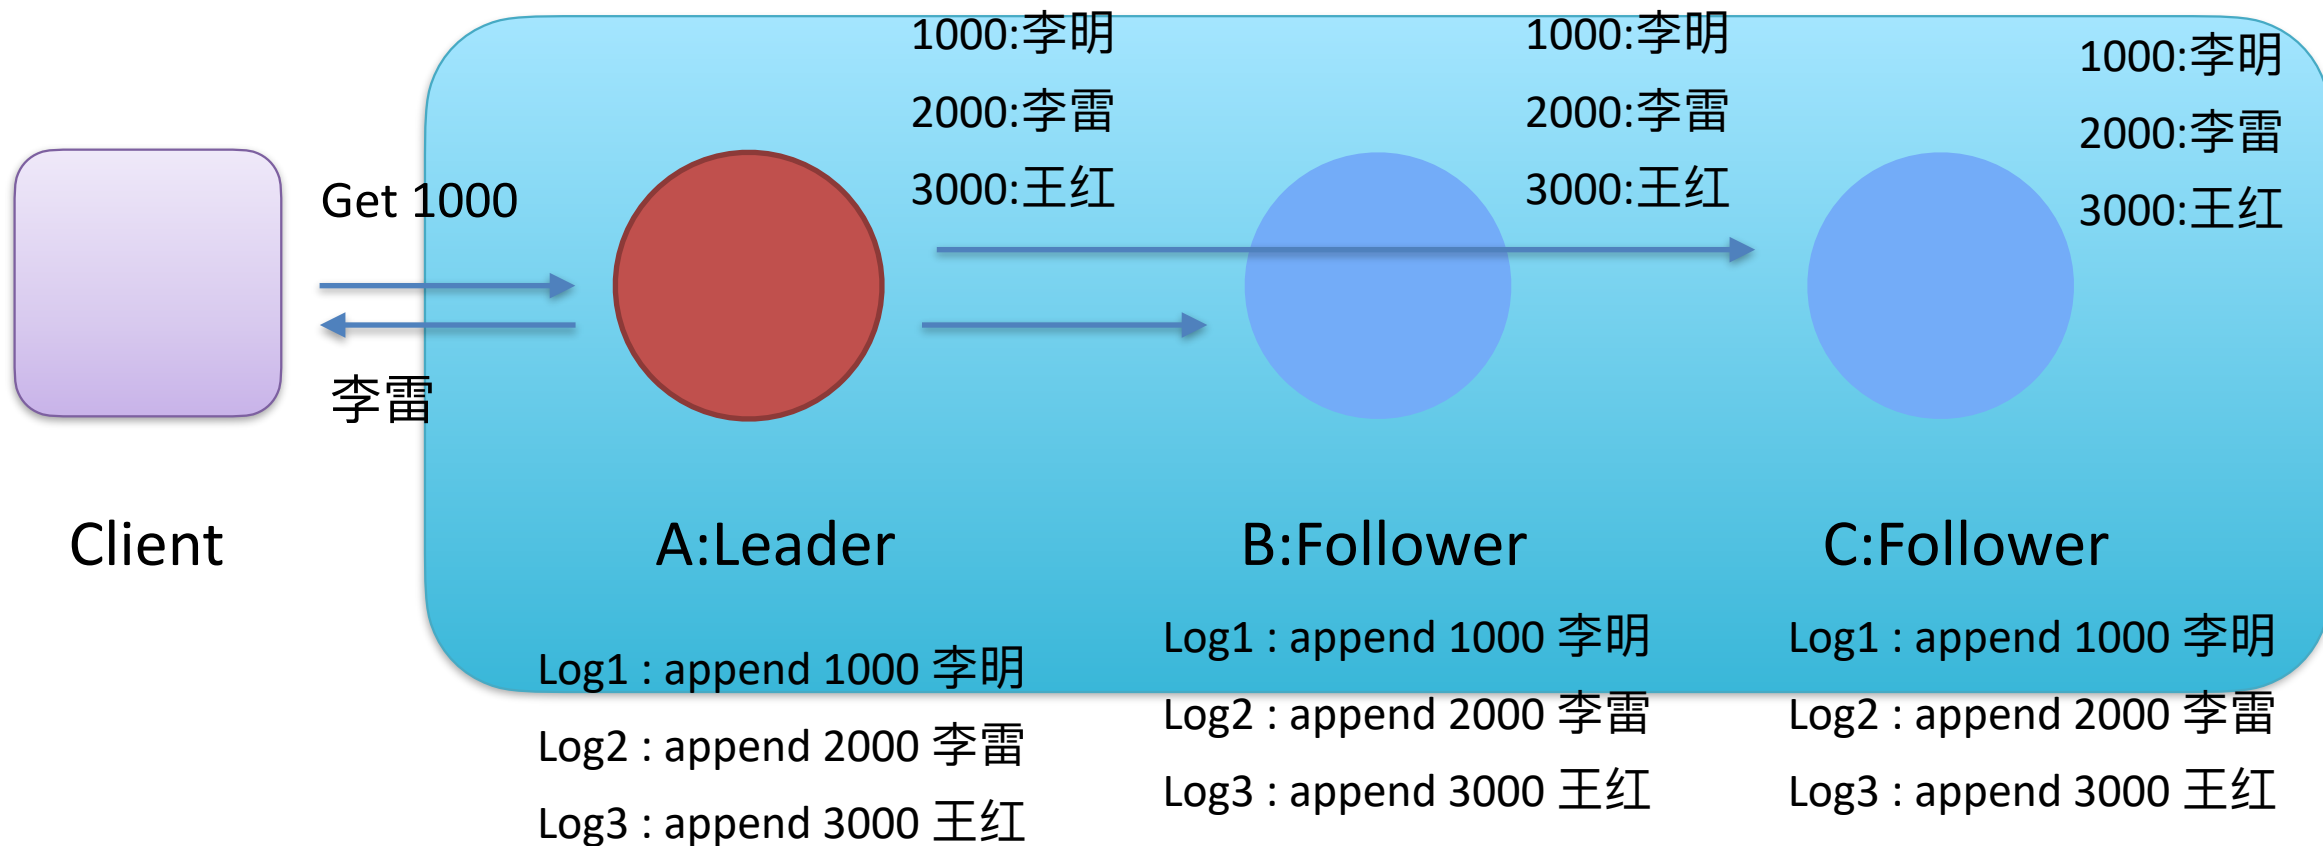 1000:李明
2000:李雷
3000:王红
1000:李明
2000:李雷
3000:王红
1000:李明
2000:李雷
3000:王红
Get 1000
李雷
Client
A:Leader
B:Follower
C:Follower
Log1 : append 1000 李明
Log2 : append 2000 李雷
Log3 : append 3000 王红
Log1 : append 1000 李明
Log2 : append 2000 李雷
Log3 : append 3000 王红
Log1 : append 1000 李明
Log2 : append 2000 李雷
Log3 : append 3000 王红